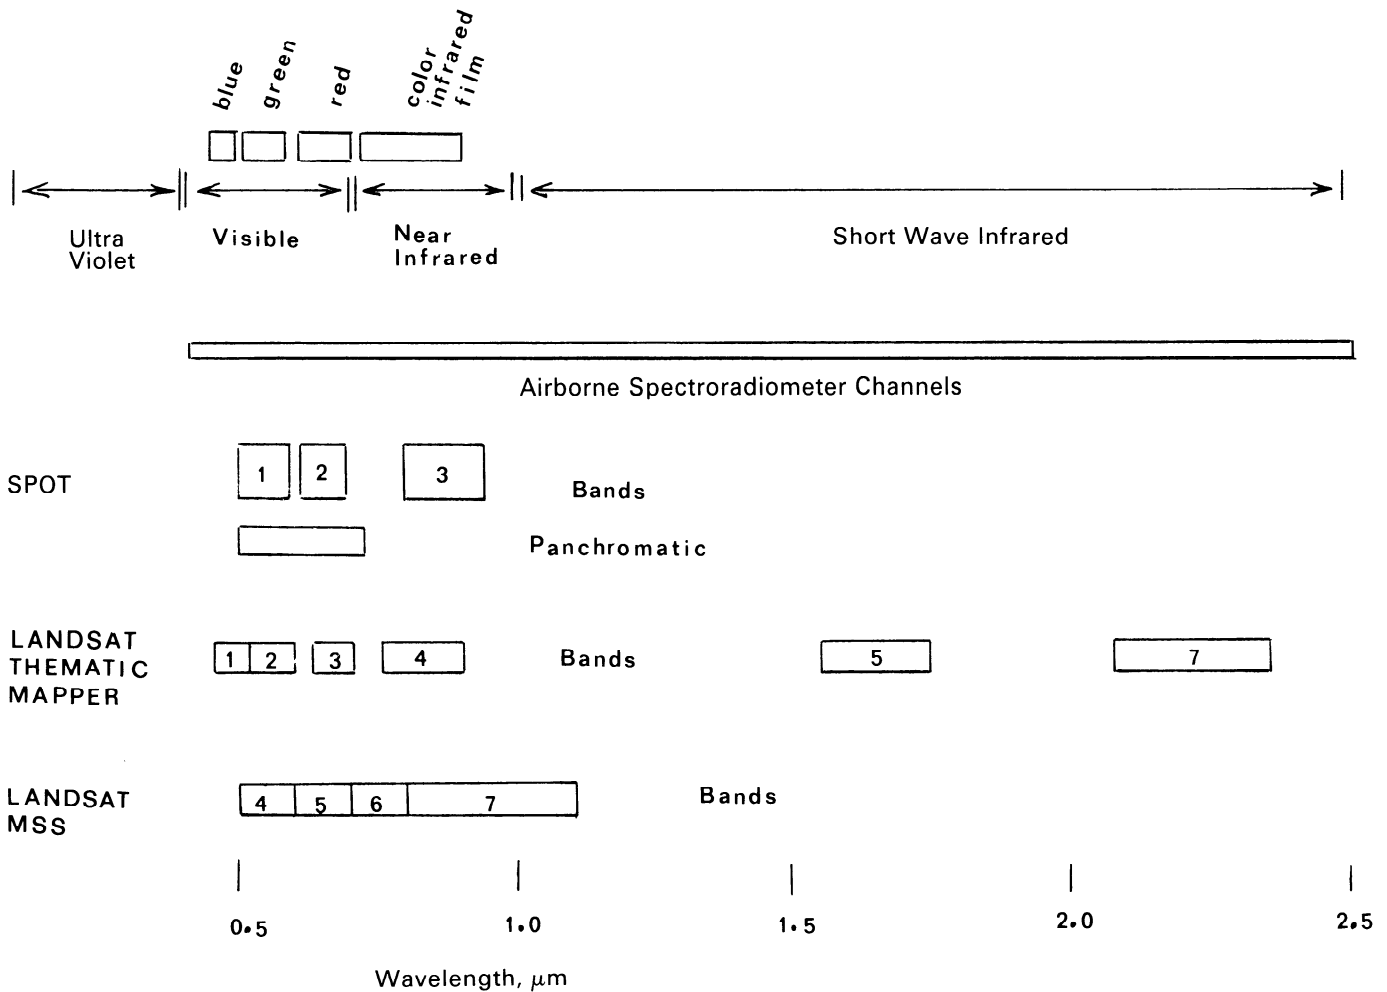 blue
green
red
color
infrared
film
Ultra
Violet
Visible
Near
Infrared
Short Wave Infrared
Airborne Spectroradiometer Channels
SPOT
1 2 3
Bands
Panchromatic
LANDSAT
THEMATIC
MAPPER
1 2 3 4
Bands
5 7
LANDSAT
MSS
4 5 6 7
Bands
0.5 1.0 1.5 2.0 2.5
Wavelength, μm